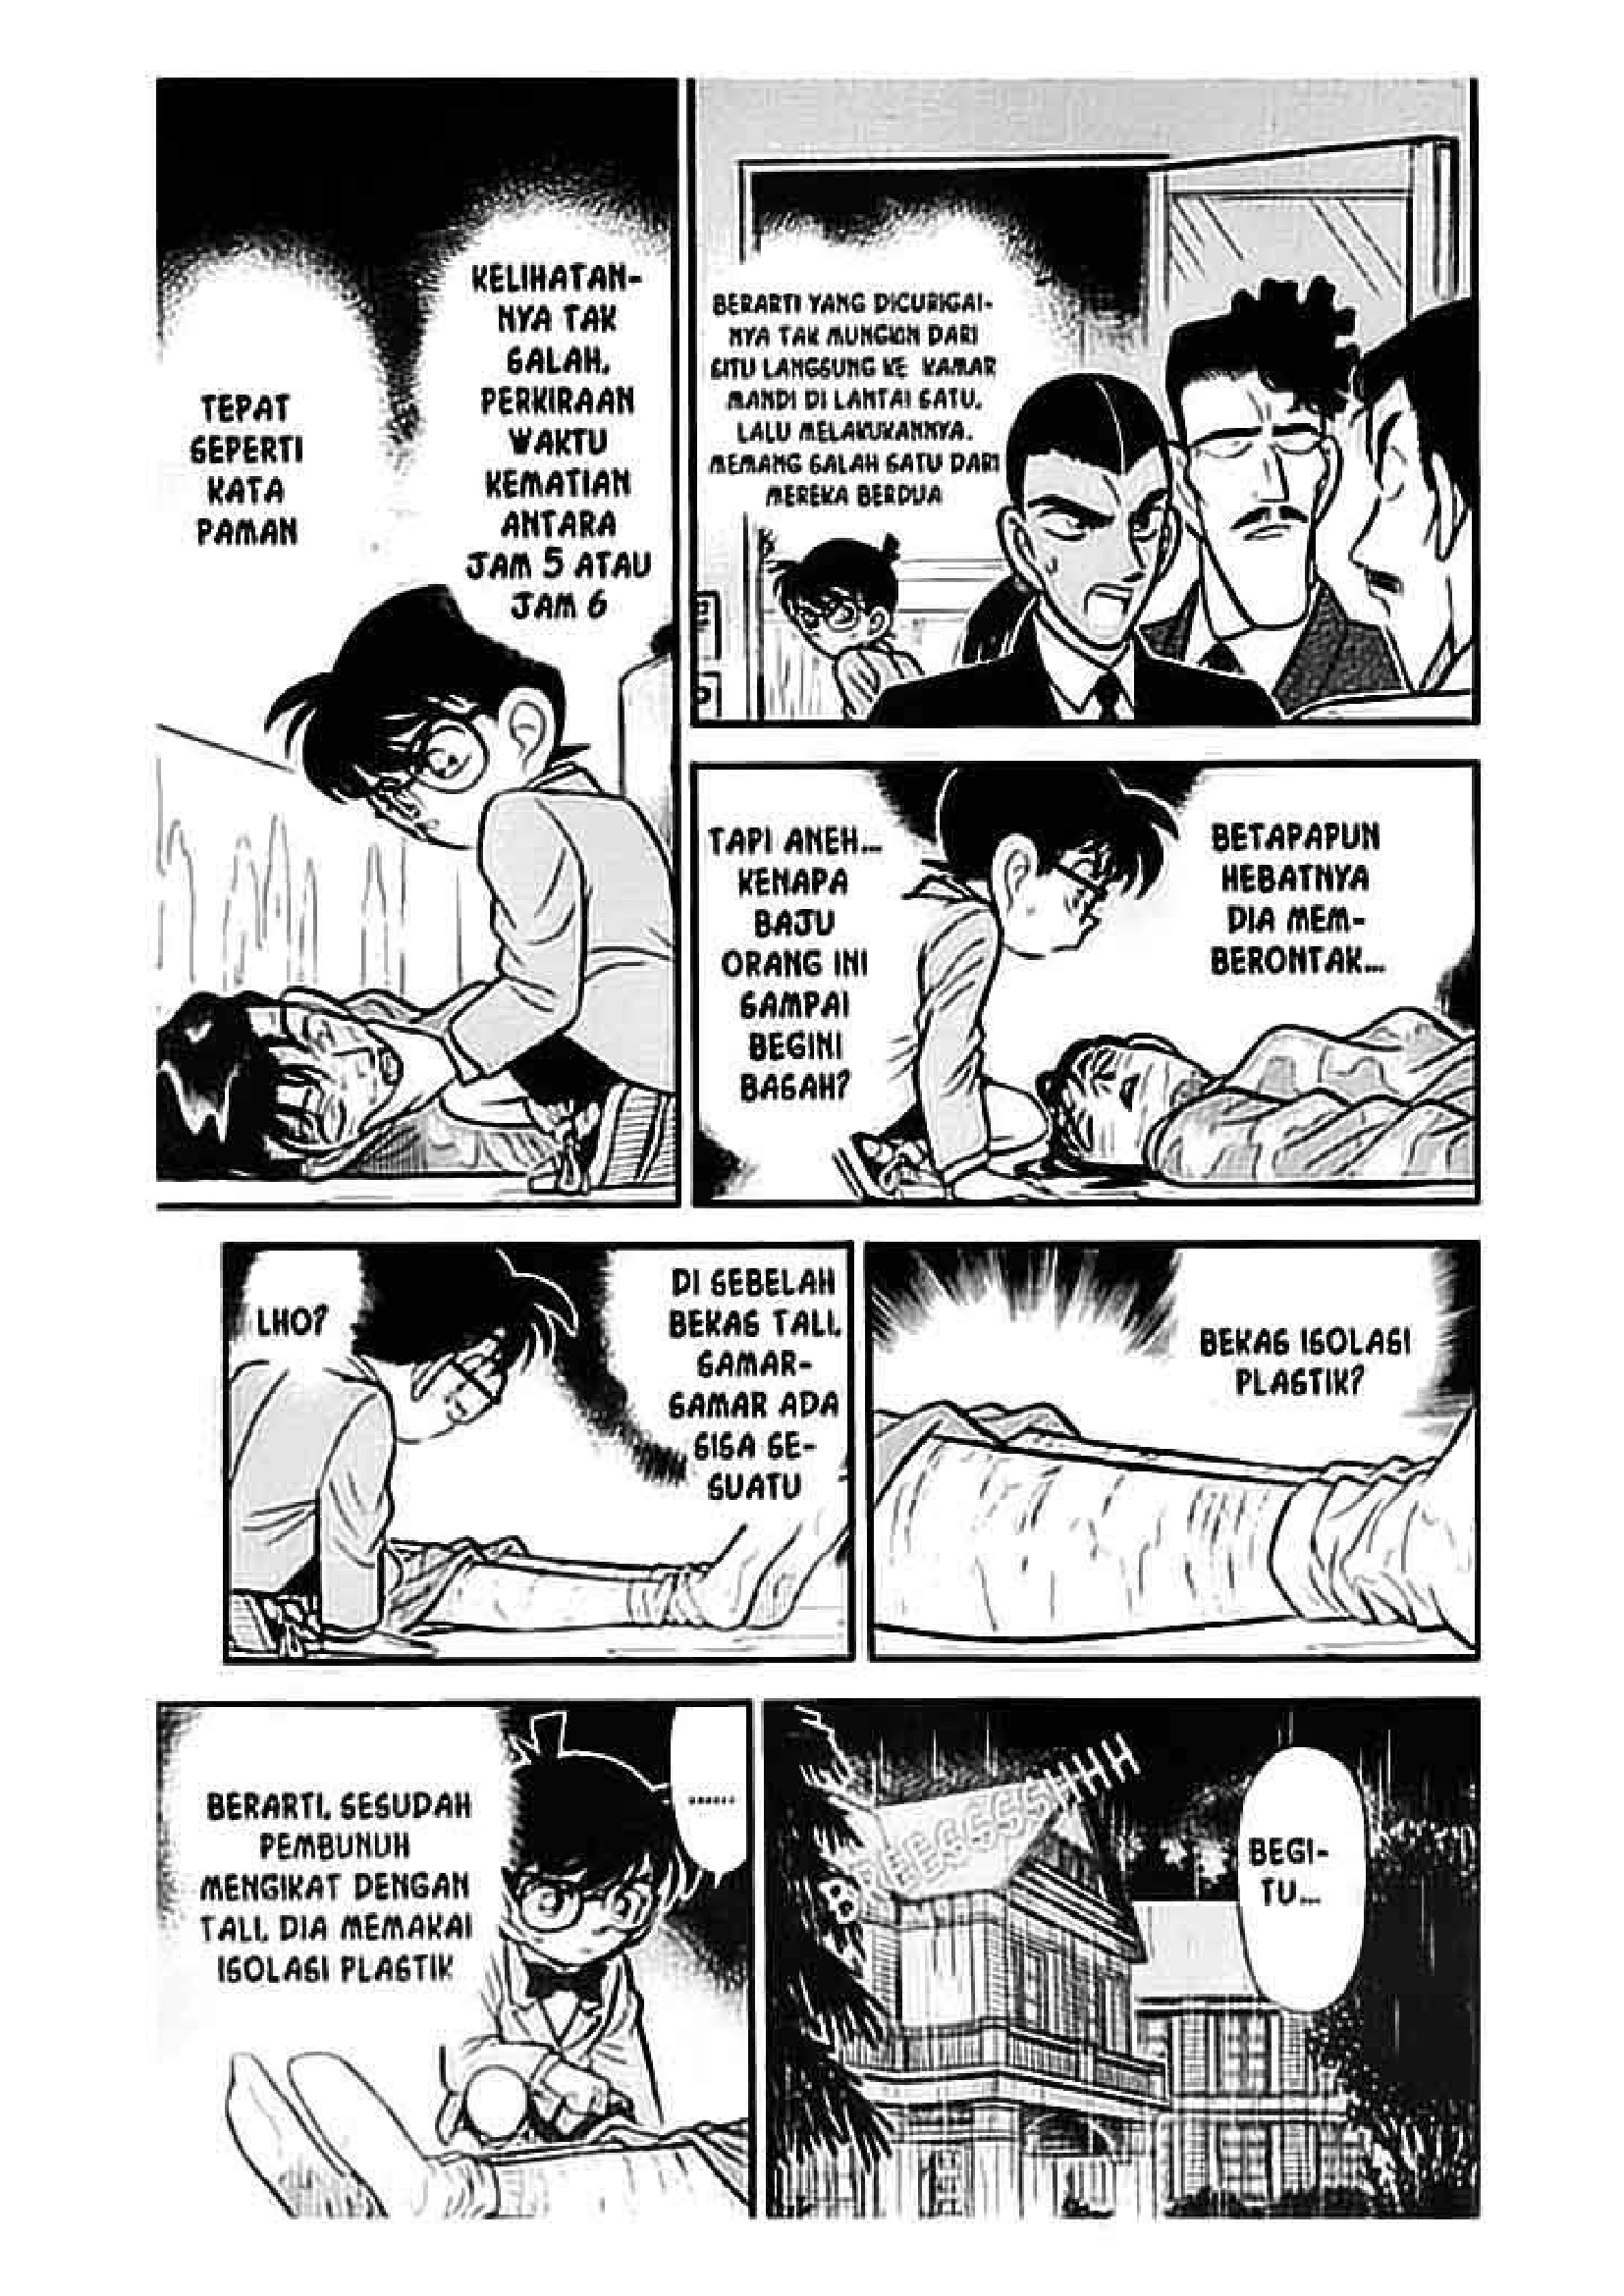 BERARTI YANG DICURIGAI-
NYA TAK MUNGKIN DARI
SITU LANGSUNG KE KAMAR
MANDI DI LANTAI SATU,
LALU MELAKUKANNYA.
MEMANG SALAH SATU DARI
MEREKA BERDUA
KELIHATAN-
NYA TAK
SALAH.
PERKIRAAN
WAKTU
KEMATIAN
ANTARA
JAM 5 ATAU
JAM 6
TEPAT
SEPERTI
KATA
PAMAN
BETAPAPUN
HEBATNYA
DIA MEM-
BERONTAK...
TAPI ANEH...
KENAPA
BAJU
ORANG INI
SAMPAI
BEGINI
BASAH?
DI SEBELAH
BEKAS TALI,
SAMAR-
SAMAR ADA
SISA SE-
SUATU
LHO?
BEKAS ISOLASI
PLASTIK?
......
BERARTI, SESUDAH
PEMBUNUH
MENGIKAT DENGAN
TALI, DIA MEMAKAI
ISOLASI PLASTIK
BEGI-
TU...
BREESSSSHHH